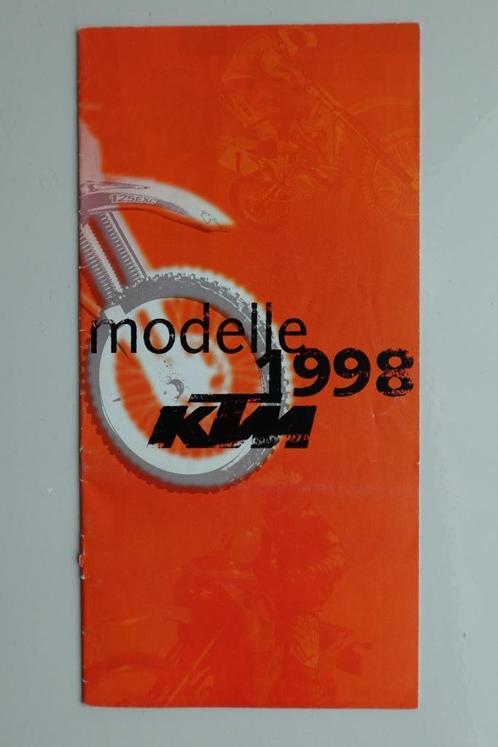 125EXC
modelle
1998
KTM